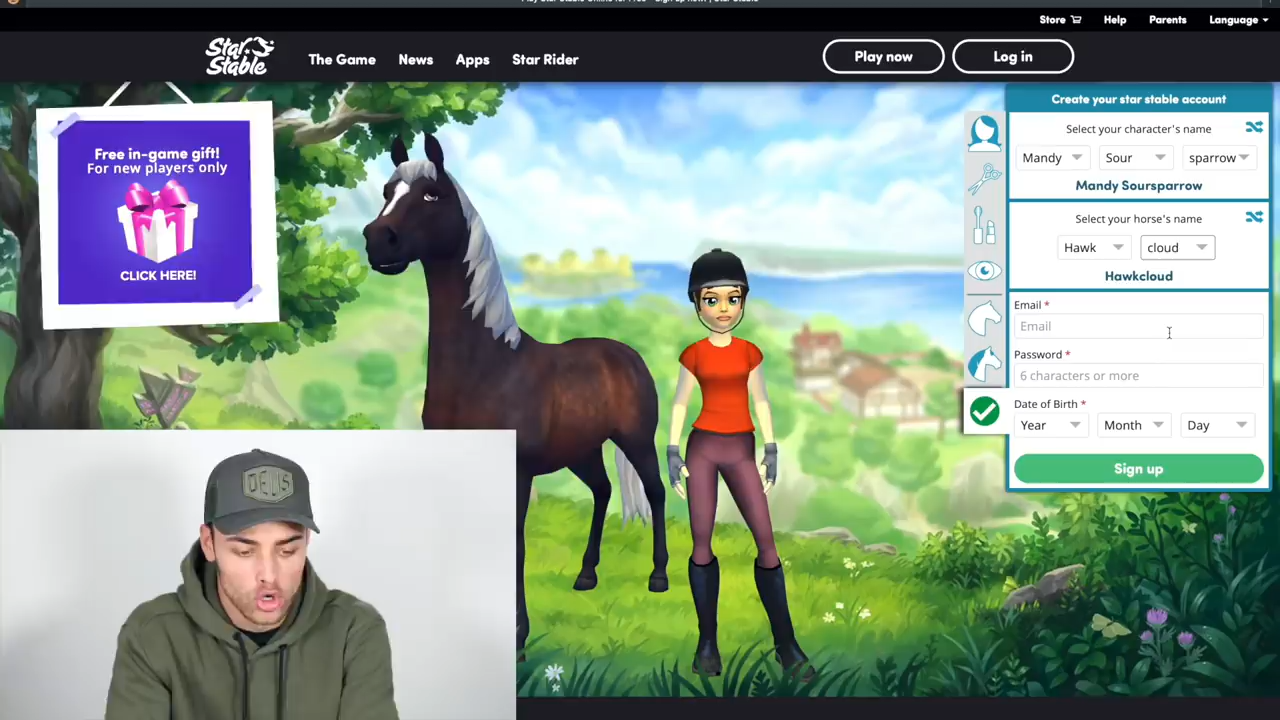 Store
Help
Parents
Language
Star
Stable
The Game
News
Apps
Star Rider
Play now
Log in
Free in-game gift!
For new players only
CLICK HERE!
Create your star stable account
Select your character's name
Mandy
Sour
sparrow
Mandy Soursparrow
Select your horse's name
Hawk
cloud
Hawkcloud
Email *
Email
Password *
6 characters or more
Date of Birth *
Year
Month
Day
Sign up